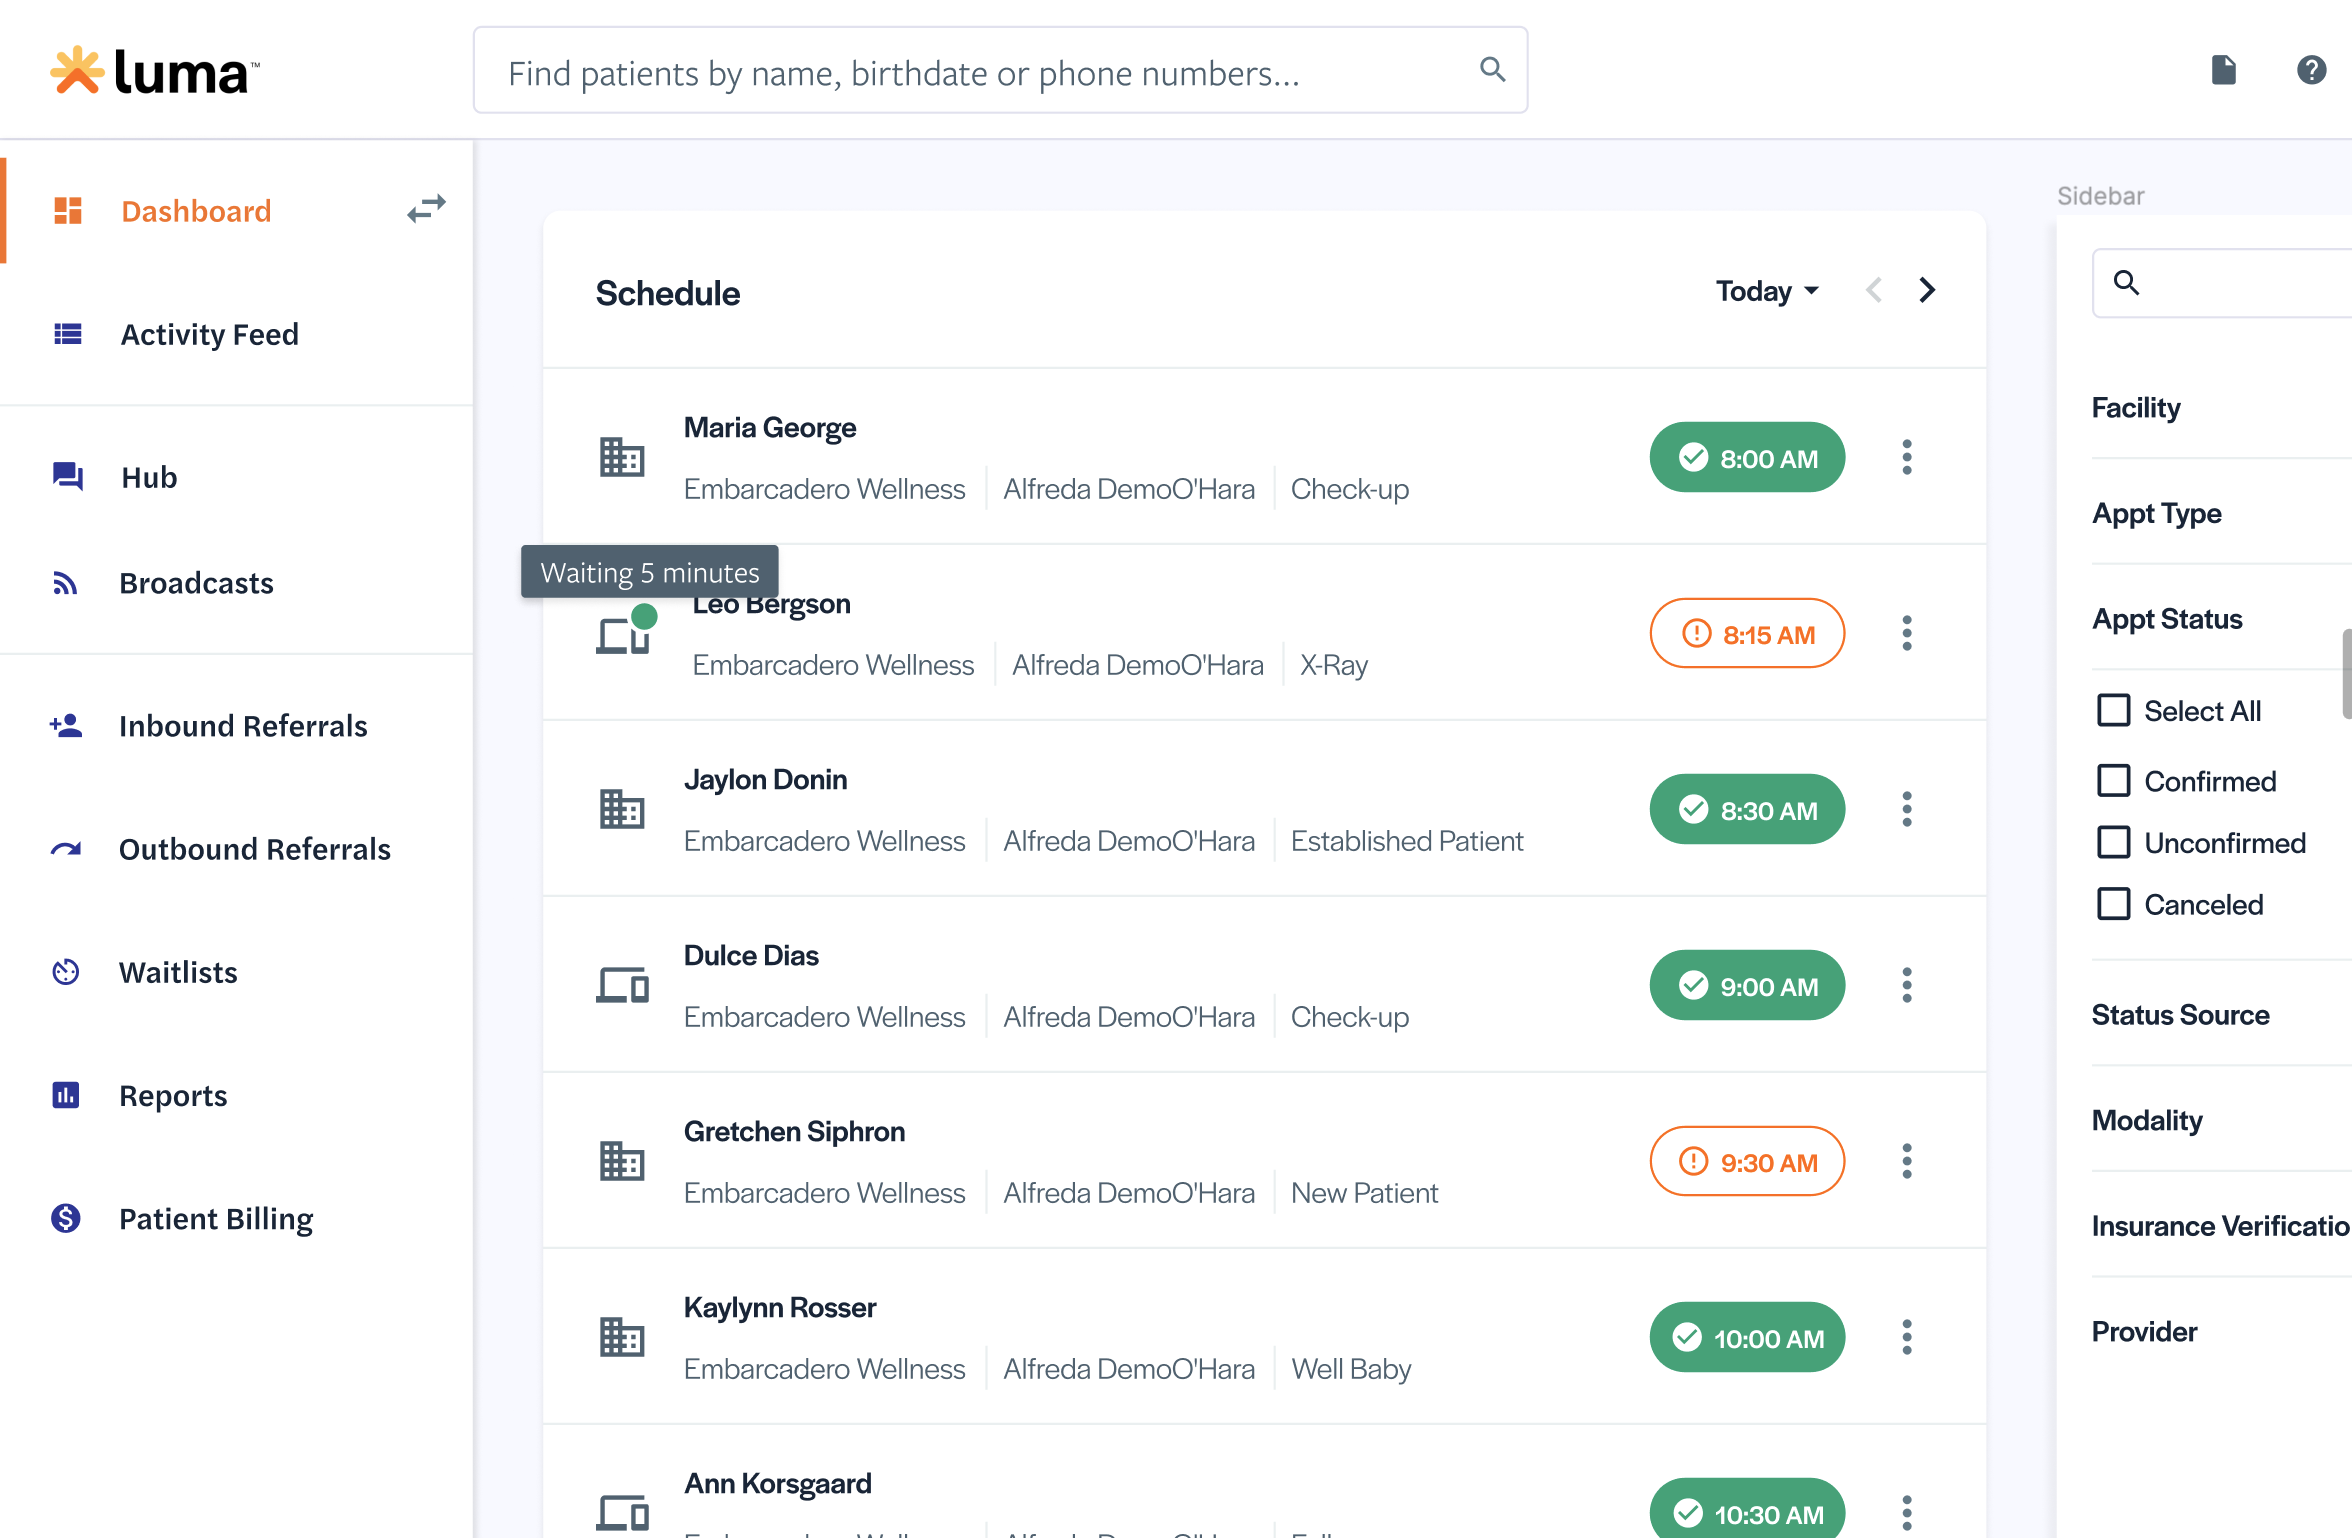 luma™
Find patients by name, birthdate or phone numbers...
Dashboard
Activity Feed
Hub
Broadcasts
Inbound Referrals
Outbound Referrals
Waitlists
Reports
Patient Billing
Schedule
Today
Maria George
Embarcadero Wellness Alfreda DemoO'Hara Check-up
8:00 AM
Waiting 5 minutes
Leo Bergson
Embarcadero Wellness Alfreda DemoO'Hara X-Ray
8:15 AM
Jaylon Donin
Embarcadero Wellness Alfreda DemoO'Hara Established Patient
8:30 AM
Dulce Dias
Embarcadero Wellness Alfreda DemoO'Hara Check-up
9:00 AM
Gretchen Siphron
Embarcadero Wellness Alfreda DemoO'Hara New Patient
9:30 AM
Kaylynn Rosser
Embarcadero Wellness Alfreda DemoO'Hara Well Baby
10:00 AM
Ann Korsgaard
10:30 AM
Sidebar
Facility
Appt Type
Appt Status
Select All
Confirmed
Unconfirmed
Canceled
Status Source
Modality
Insurance Verificatio
Provider